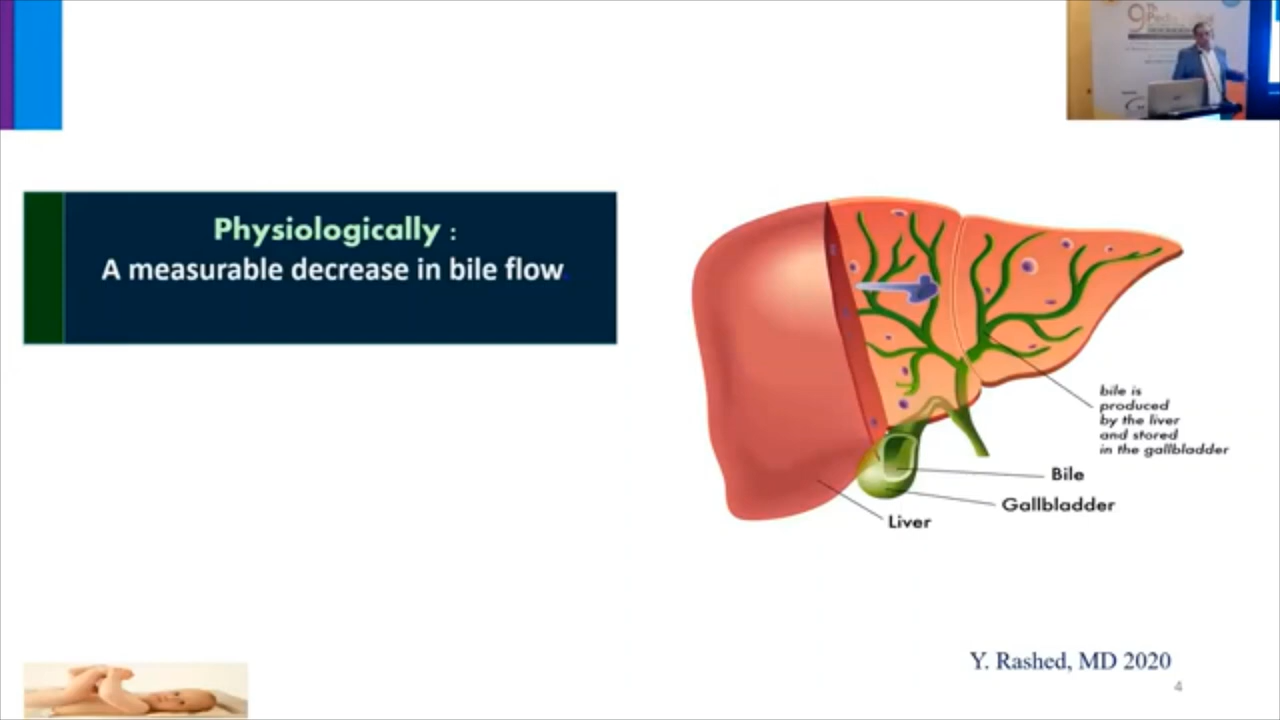 Physiologically :
A measurable decrease in bile flow.
bile is
produced
by the liver
and stored
in the gallbladder
Bile
Gallbladder
Liver
Y. Rashed, MD 2020
4